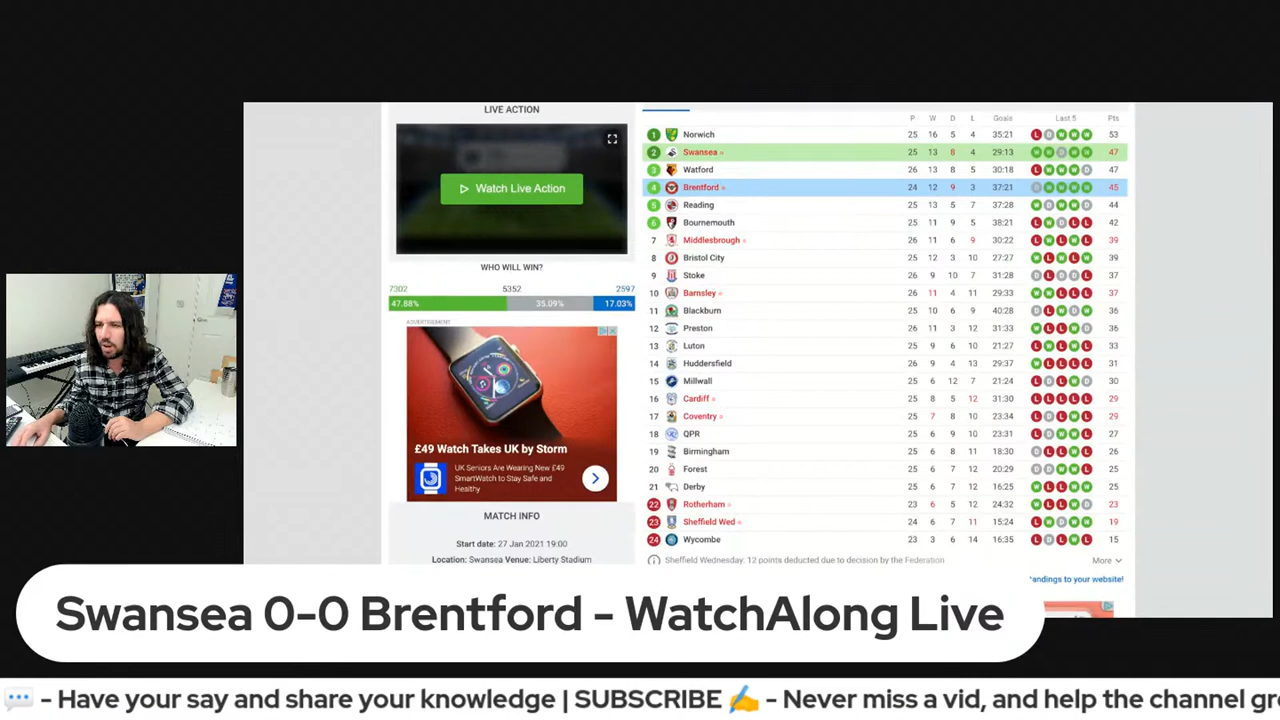 LIVE ACTION
Watch Live Action
WHO WILL WIN?
7302 5352 2597
47.88% 35.09% 17.03%
ADVERTISEMENT
£49 Watch Takes UK by Storm
UK Seniors Are Wearing New £49
SmartWatch to Stay Safe and
Healthy
MATCH INFO
Start date: 27 Jan 2021 19:00
Location: Swansea Venue: Liberty Stadium
P W D L Goals Last 5 Pts
1 Norwich 25 16 5 4 35:21 L D W W W 53
2 Swansea 25 13 8 4 29:13 W W D W W 47
3 Watford 26 13 8 5 30:18 L W W W D 47
4 Brentford 24 12 9 3 37:21 D W W W W 45
5 Reading 25 13 5 7 37:28 W D W W D 44
6 Bournemouth 25 11 9 5 38:21 L W D L L 42
7 Middlesbrough 26 11 6 9 30:22 L W L W L 39
8 Bristol City 25 12 3 10 27:27 W L W L W 39
9 Stoke 26 9 10 7 31:28 D L D D L 37
10 Barnsley 26 11 4 11 29:33 W W L L L 37
11 Blackburn 25 10 6 9 40:28 D L W D W 36
12 Preston 26 11 3 12 31:33 W L L W D 36
13 Luton 25 9 6 10 21:27 L W L W L 33
14 Huddersfield 26 9 4 13 29:37 W L L L L 31
15 Millwall 25 6 12 7 21:24 L D L W D 30
16 Cardiff 25 8 5 12 31:30 L L L L L 29
17 Coventry 25 7 8 10 23:34 L D L W L 29
18 QPR 25 6 9 10 23:31 L D W W L 27
19 Birmingham 25 6 8 11 18:30 D L L W L 26
20 Forest 25 6 7 12 20:29 D D W W L 25
21 Derby 25 6 7 12 16:25 W L L W W 25
22 Rotherham 23 6 5 12 24:32 W L L W D 23
23 Sheffield Wed 24 6 7 11 15:24 L W D W W 19
24 Wycombe 23 3 6 14 16:35 L D L W L 15
Sheffield Wednesday: 12 points deducted due to decision by the Federation
More
andings to your website!
Swansea 0-0 Brentford - WatchAlong Live
- Have your say and share your knowledge | SUBSCRIBE ✍️ - Never miss a vid, and help the channel gr